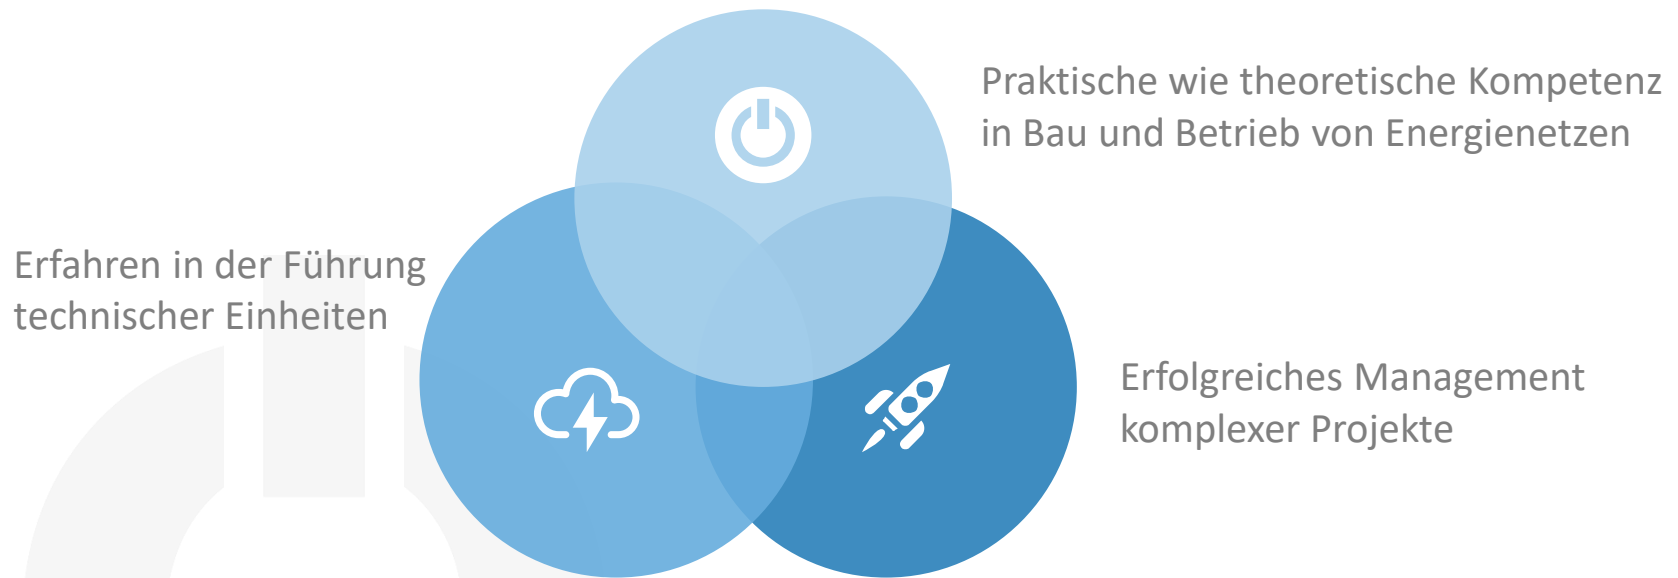 Praktische wie theoretische Kompetenz
in Bau und Betrieb von Energienetzen
Erfahren in der Führung
technischer Einheiten
Erfolgreiches Management
komplexer Projekte